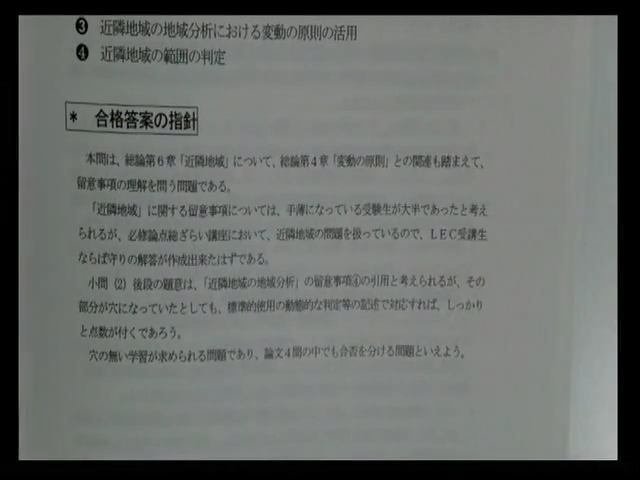 ❸ 近隣地域の地域分析における変動の原則の活用
❹ 近隣地域の範囲の判定
* 合格答案の指針
本問は、総論第6章「近隣地域」について、総論第4章「変動の原則」との関連も踏まえて、
留意事項の理解を問う問題である。
「近隣地域」に関する留意事項については、手薄になっている受験生が大半であったと考え
られるが、必修論点総ざらい講座において、近隣地域の問題を扱っているので、LEC受講生
ならば守りの解答が作成出来たはずである。
小問(2)後段の題意は、「近隣地域の地域分析」の留意事項④の引用と考えられるが、その
部分が穴になっていたとしても、標準的使用の動態的な判定等の記述で対応すれば、しっかり
と点数が付くであろう。
穴の無い学習が求められる問題であり、論文4問の中でも合否を分ける問題といえよう。